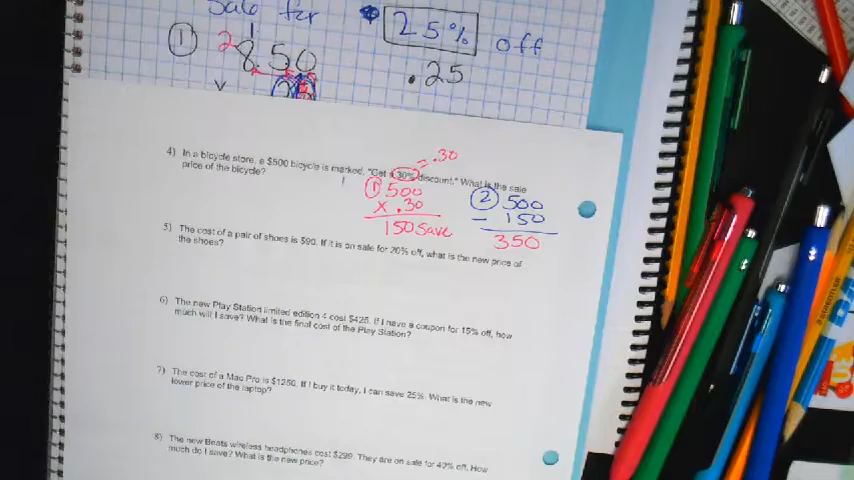 Sale for 25% off
① 28.50 .25
4) In a bicycle store, a $500 bicycle is marked, "Get a 30% discount." What is the sale
price of the bicycle?
= .30
① 500
x .30
150 save
② 500
- 150
350
5) The cost of a pair of shoes is $90. If it is on sale for 20% off, what is the new price of
the shoes?
6) The new Play Station limited edition 4 cost $425. If I have a coupon for 15% off, how
much will I save? What is the final cost of the Play Station?
7) The cost of a Mac Pro is $1250. If I buy it today, I can save 25%. What is the new
lower price of the laptop?
8) The new Beats wireless headphones cost $299. They are on sale for 40% off. How
much do I save? What is the new price?
STAEDTLER